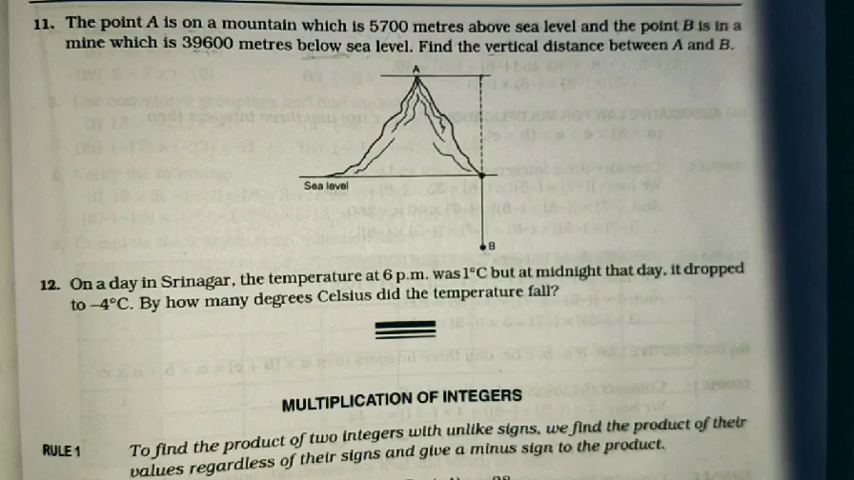 11. The point A is on a mountain which is 5700 metres above sea level and the point B is in a
mine which is 39600 metres below sea level. Find the vertical distance between A and B.
A
Sea level
B
12. On a day in Srinagar, the temperature at 6 p.m. was 1°C but at midnight that day, it dropped
to –4°C. By how many degrees Celsius did the temperature fall?
MULTIPLICATION OF INTEGERS
RULE 1 To find the product of two integers with unlike signs, we find the product of their
values regardless of their signs and give a minus sign to the product.